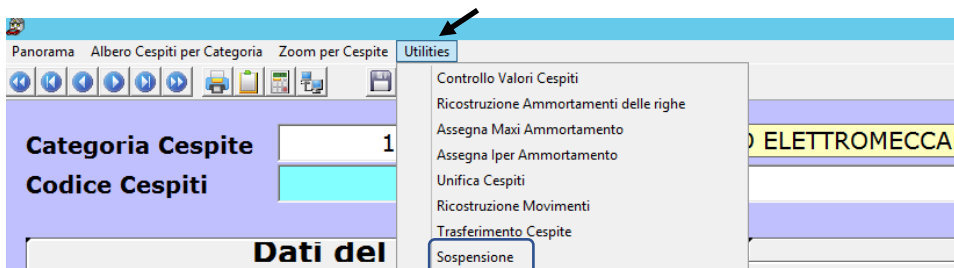 Panorama Albero Cespiti per Categoria Zoom per Cespite Utilities
Controllo Valori Cespiti
Ricostruzione Ammortamenti delle righe
Assegna Maxi Ammortamento
Assegna Iper Ammortamento
Unifica Cespiti
Ricostruzione Movimenti
Trasferimento Cespite
Sospensione
Categoria Cespite 1 O ELETTROMECCA
Codice Cespiti
Dati del